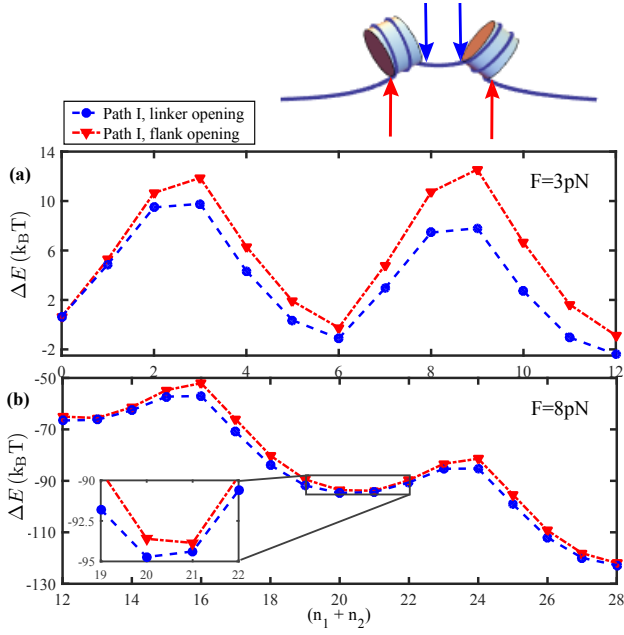 Path I, linker opening
Path I, flank opening
(a)
F=3pN
ΔE (k_BT)
14
10
6
2
-2
0 2 4 6 8 10 12
(b)
F=8pN
ΔE (k_BT)
-50
-70
-90
-110
-130
-90
-92.5
-95
19 20 21 22
12 14 16 18 20 22 24 26 28
(n₁ + n₂)